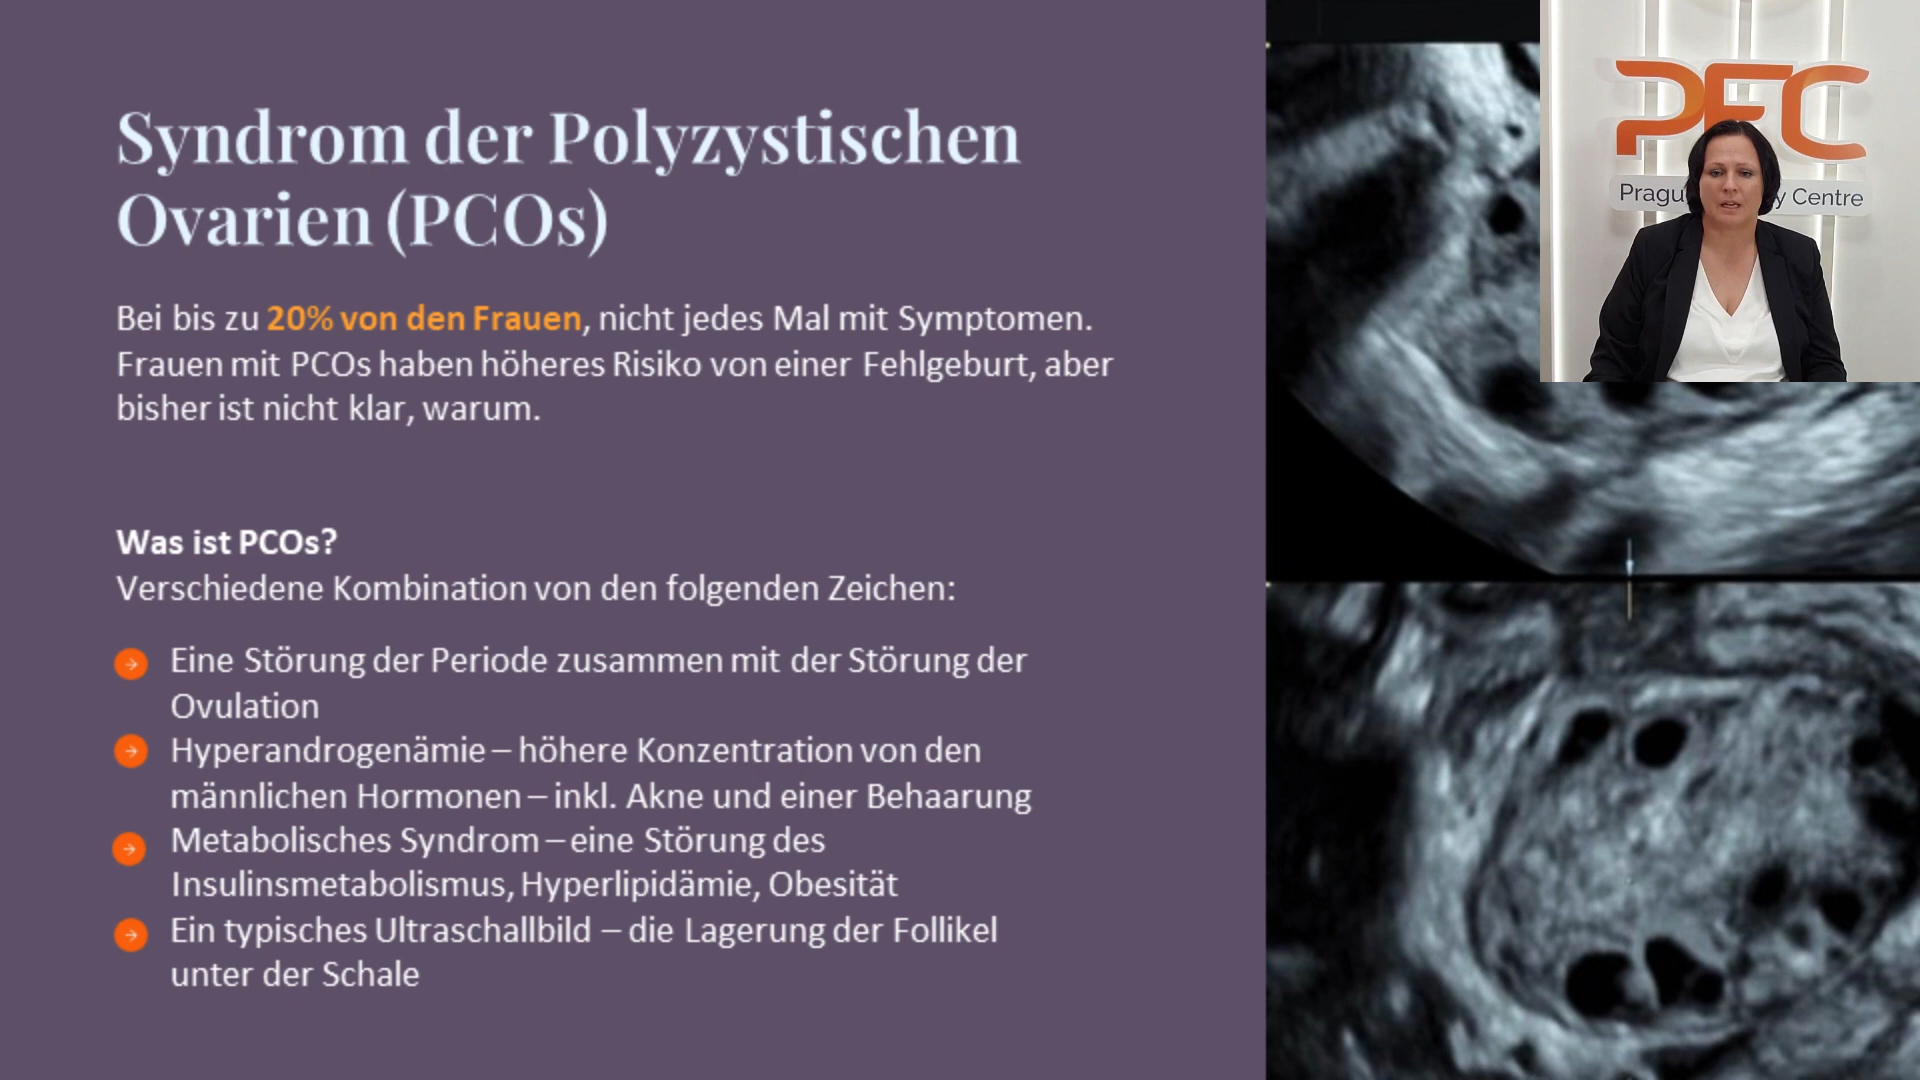 Syndrom der Polyzystischen
Ovarien (PCOs)
Bei bis zu 20% von den Frauen, nicht jedes Mal mit Symptomen.
Frauen mit PCOs haben höheres Risiko von einer Fehlgeburt, aber
bisher ist nicht klar, warum.
Was ist PCOs?
Verschiedene Kombination von den folgenden Zeichen:
Eine Störung der Periode zusammen mit der Störung der
Ovulation
Hyperandrogenämie – höhere Konzentration von den
männlichen Hormonen – inkl. Akne und einer Behaarung
Metabolisches Syndrom – eine Störung des
Insulinsmetabolismus, Hyperlipidämie, Obesität
Ein typisches Ultraschallbild – die Lagerung der Follikel
unter der Schale
PFC
Centre